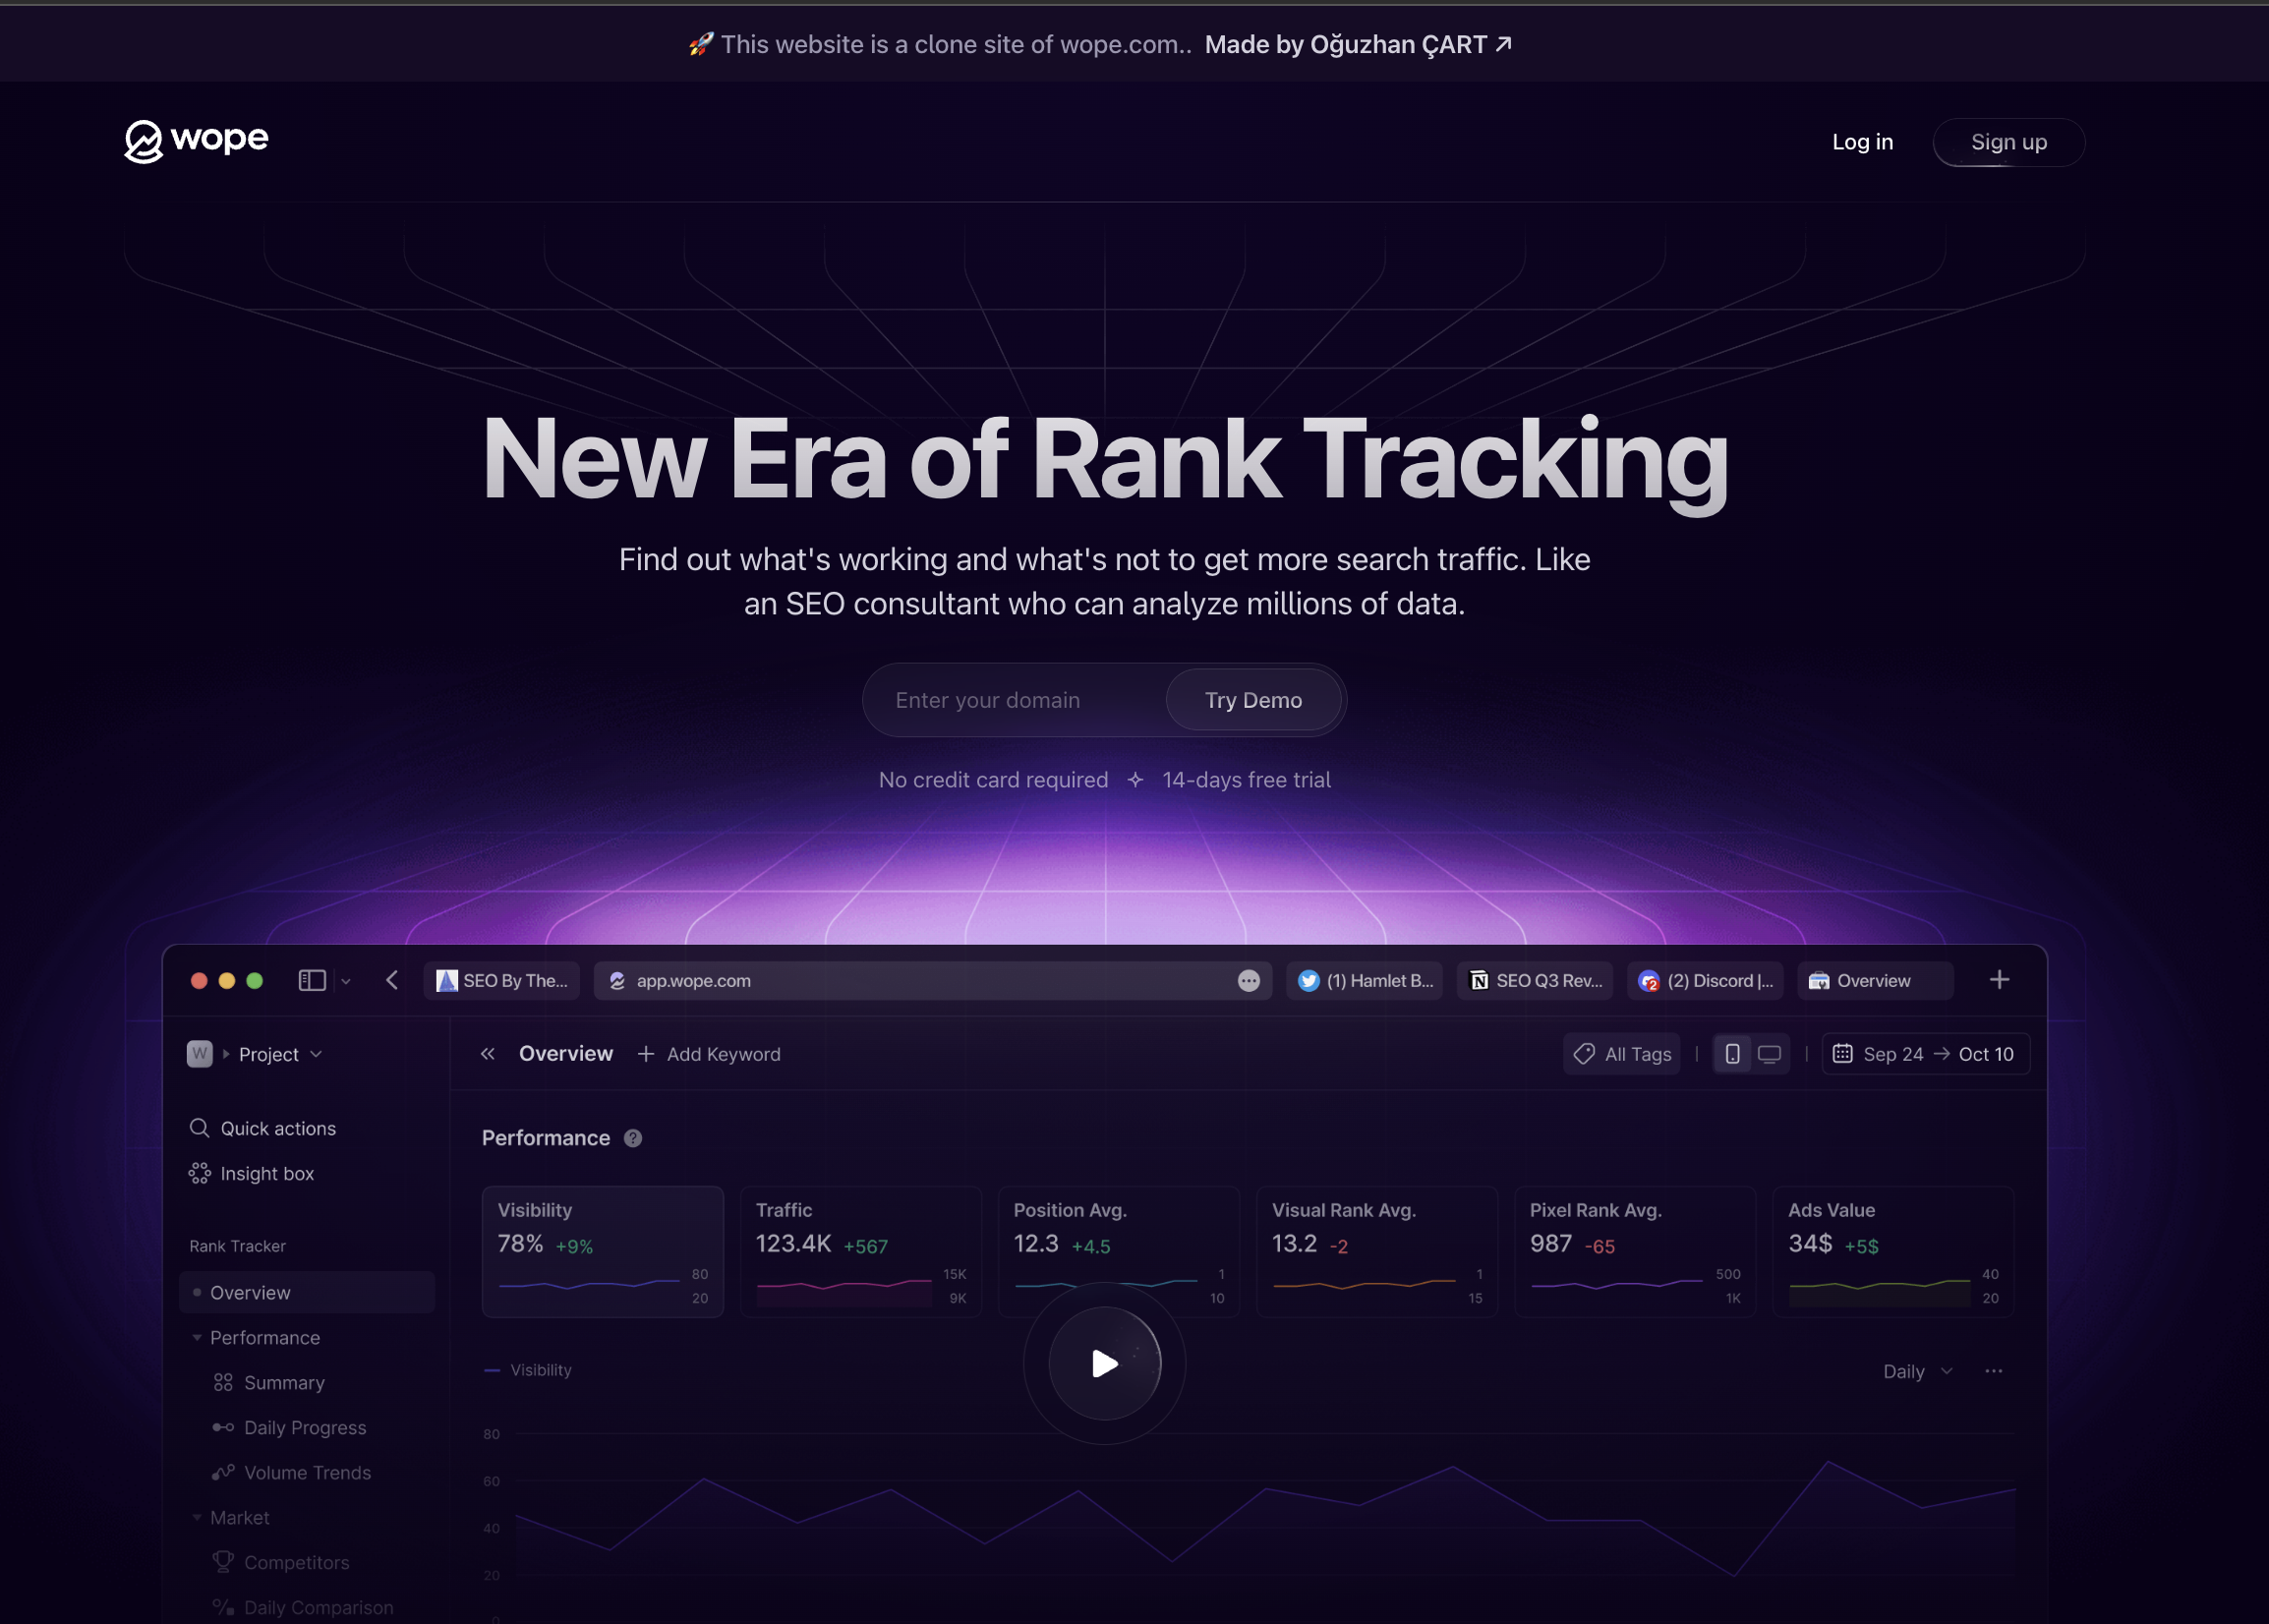 🚀 This website is a clone site of wope.com.. Made by Oğuzhan ÇART ↗
wope
Log in
Sign up
New Era of Rank Tracking
Find out what's working and what's not to get more search traffic. Like
an SEO consultant who can analyze millions of data.
Enter your domain
Try Demo
No credit card required
14-days free trial
SEO By The...
app.wope.com
(1) Hamlet B...
SEO Q3 Rev...
(2) Discord |...
Overview
W
Project
Overview
Add Keyword
All Tags
Sep 24 → Oct 10
Quick actions
Insight box
Rank Tracker
Overview
Performance
Summary
Daily Progress
Volume Trends
Market
Competitors
Daily Comparison
Performance
Visibility
78% +9%
80
20
Traffic
123.4K +567
15K
9K
Position Avg.
12.3 +4.5
1
10
Visual Rank Avg.
13.2 -2
1
15
Pixel Rank Avg.
987 -65
500
1K
Ads Value
34$ +5$
40
20
Visibility
Daily
80
60
40
20
0